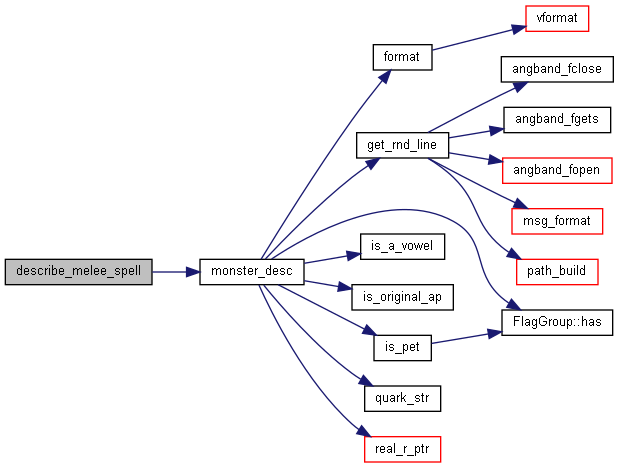 vformat
format
angband_fclose
angband_fgets
get_rnd_line
angband_fopen
msg_format
is_a_vowel
describe_melee_spell
monster_desc
path_build
is_original_ap
FlagGroup::has
is_pet
quark_str
real_r_ptr